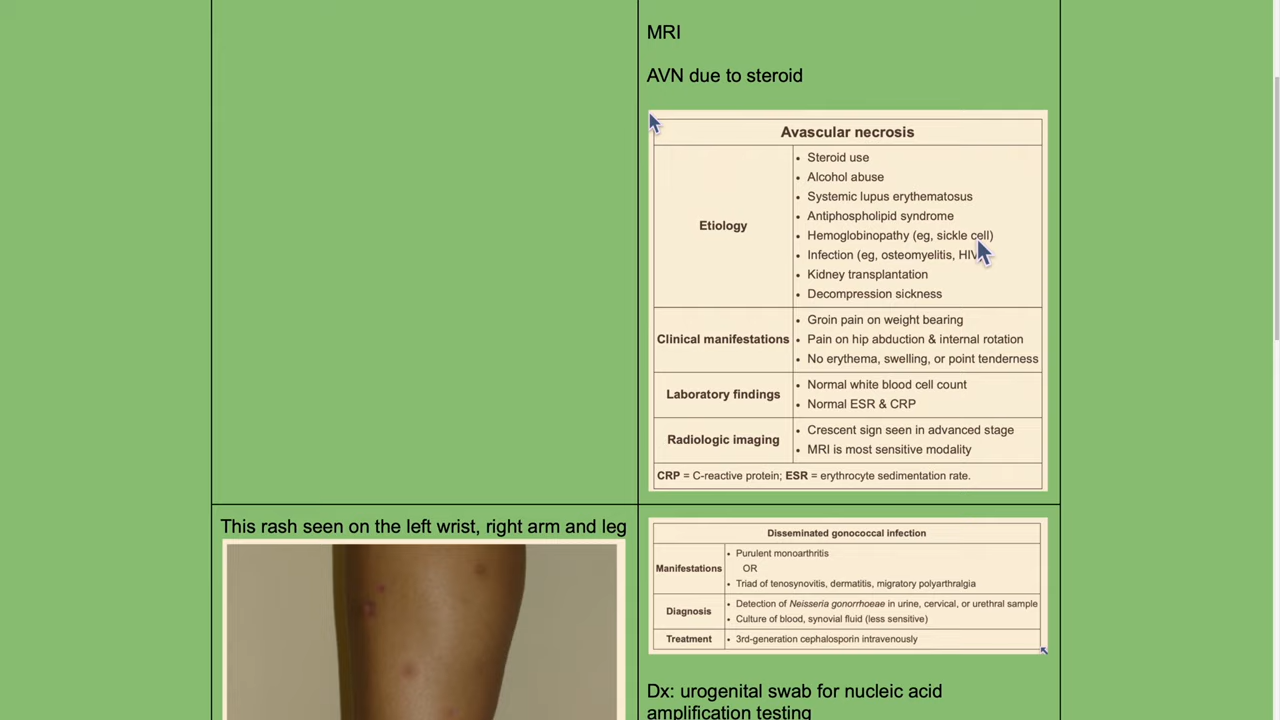 MRI
AVN due to steroid
Avascular necrosis
Etiology
• Steroid use
• Alcohol abuse
• Systemic lupus erythematosus
• Antiphospholipid syndrome
• Hemoglobinopathy (eg, sickle cell)
• Infection (eg, osteomyelitis, HIV
• Kidney transplantation
• Decompression sickness
Clinical manifestations
• Groin pain on weight bearing
• Pain on hip abduction & internal rotation
• No erythema, swelling, or point tenderness
Laboratory findings
• Normal white blood cell count
• Normal ESR & CRP
Radiologic imaging
• Crescent sign seen in advanced stage
• MRI is most sensitive modality
CRP = C-reactive protein; ESR = erythrocyte sedimentation rate.
This rash seen on the left wrist, right arm and leg
Disseminated gonococcal infection
Manifestations
• Purulent monoarthritis
OR
• Triad of tenosynovitis, dermatitis, migratory polyarthralgia
Diagnosis
• Detection of Neisseria gonorrhoeae in urine, cervical, or urethral sample
• Culture of blood, synovial fluid (less sensitive)
Treatment
• 3rd-generation cephalosporin intravenously
Dx: urogenital swab for nucleic acid
amplification testing